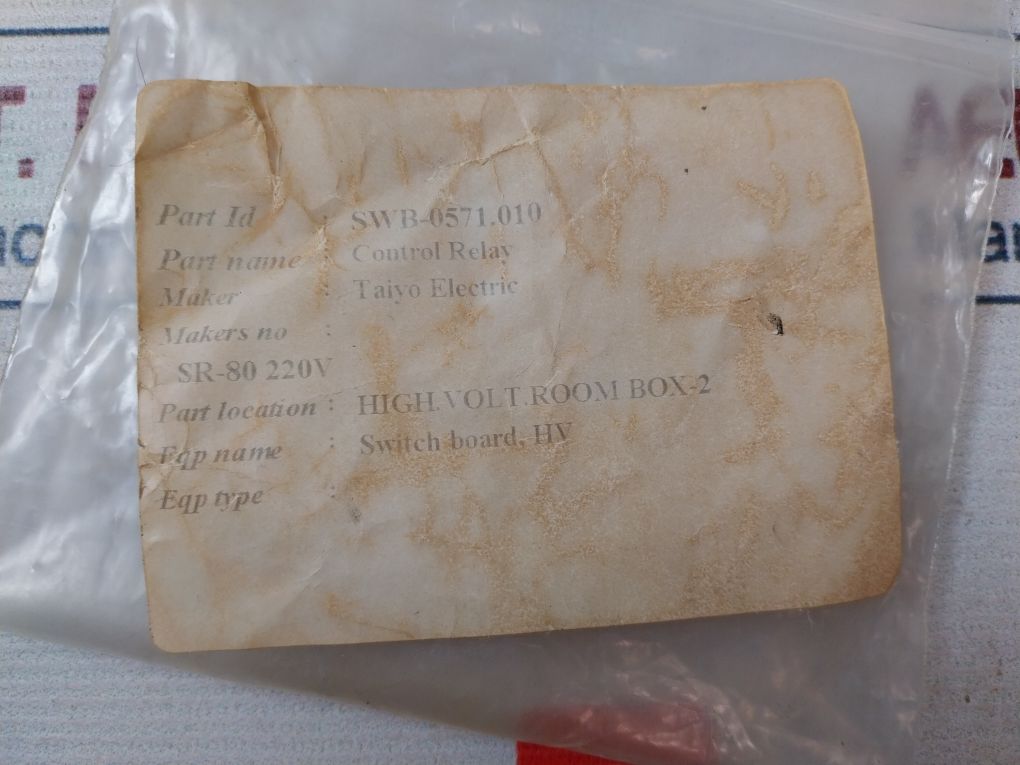 Part Id : SWB-0571.010
Part name : Control Relay
Maker : Taiyo Electric
Makers no :
SR-80 220V
Part location : HIGH.VOLT.ROOM BOX-2
Eqp name : Switch board, HV
Eqp type :